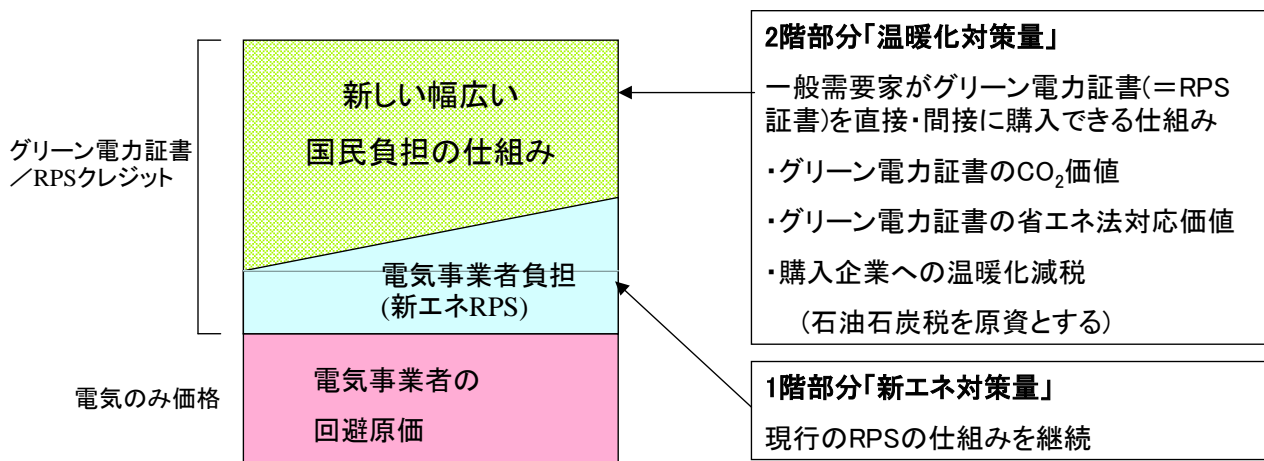 グリーン電力証書
／RPSクレジット
電気のみ価格
新しい幅広い
国民負担の仕組み
電気事業者負担
(新エネRPS)
電気事業者の
回避原価
2階部分「温暖化対策量」
一般需要家がグリーン電力証書(＝RPS
証書)を直接・間接に購入できる仕組み
・グリーン電力証書のCO₂価値
・グリーン電力証書の省エネ法対応価値
・購入企業への温暖化減税
（石油石炭税を原資とする）
1階部分「新エネ対策量」
現行のRPSの仕組みを継続